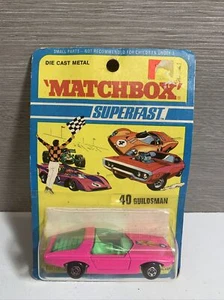 SMALL PARTS - NOT RECOMMENDED FOR CHILDREN UNDER 3
DIE CAST METAL
"MATCHBOX"
SUPERFAST
40 GUILDSMAN